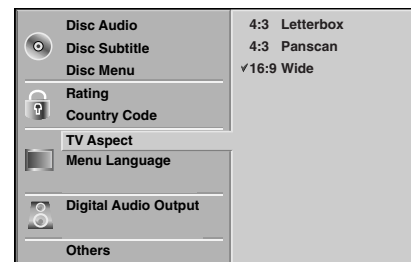 Disc Audio
Disc Subtitle
Disc Menu
Rating
Country Code
TV Aspect
Menu Language
Digital Audio Output
Others
4:3 Letterbox
4:3 Panscan
✓16:9 Wide